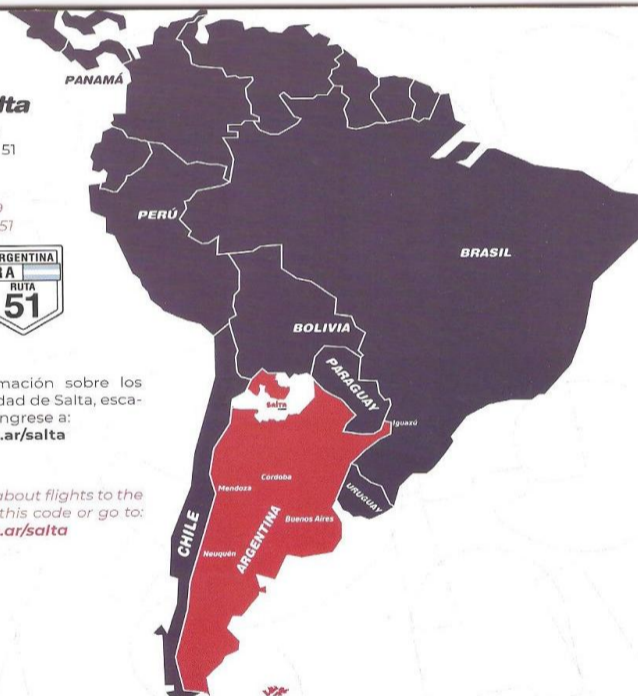 PANAMÁ
lta
51
51
RGENTINA
RA
RUTA
51
mación sobre los
dad de Salta, esca-
ngrese a:
.ar/salta
about flights to the
this code or go to:
.ar/salta
PERÚ
BRASIL
BOLIVIA
PARAGUAY
Salta
Iguazú
Córdoba
Mendoza
URUGUAY
Buenos Aires
CHILE
ARGENTINA
Neuquén